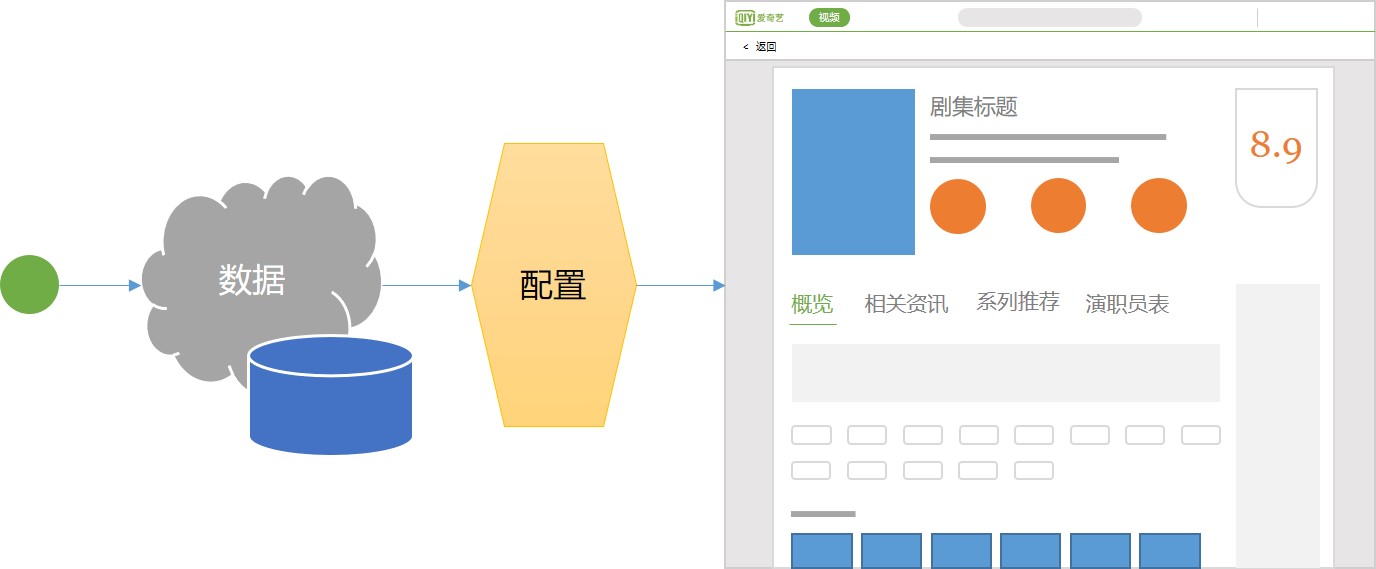 数据
配置
QIYI 爱奇艺 视频
< 返回
剧集标题
8.9
概览 相关资讯 系列推荐 演职员表